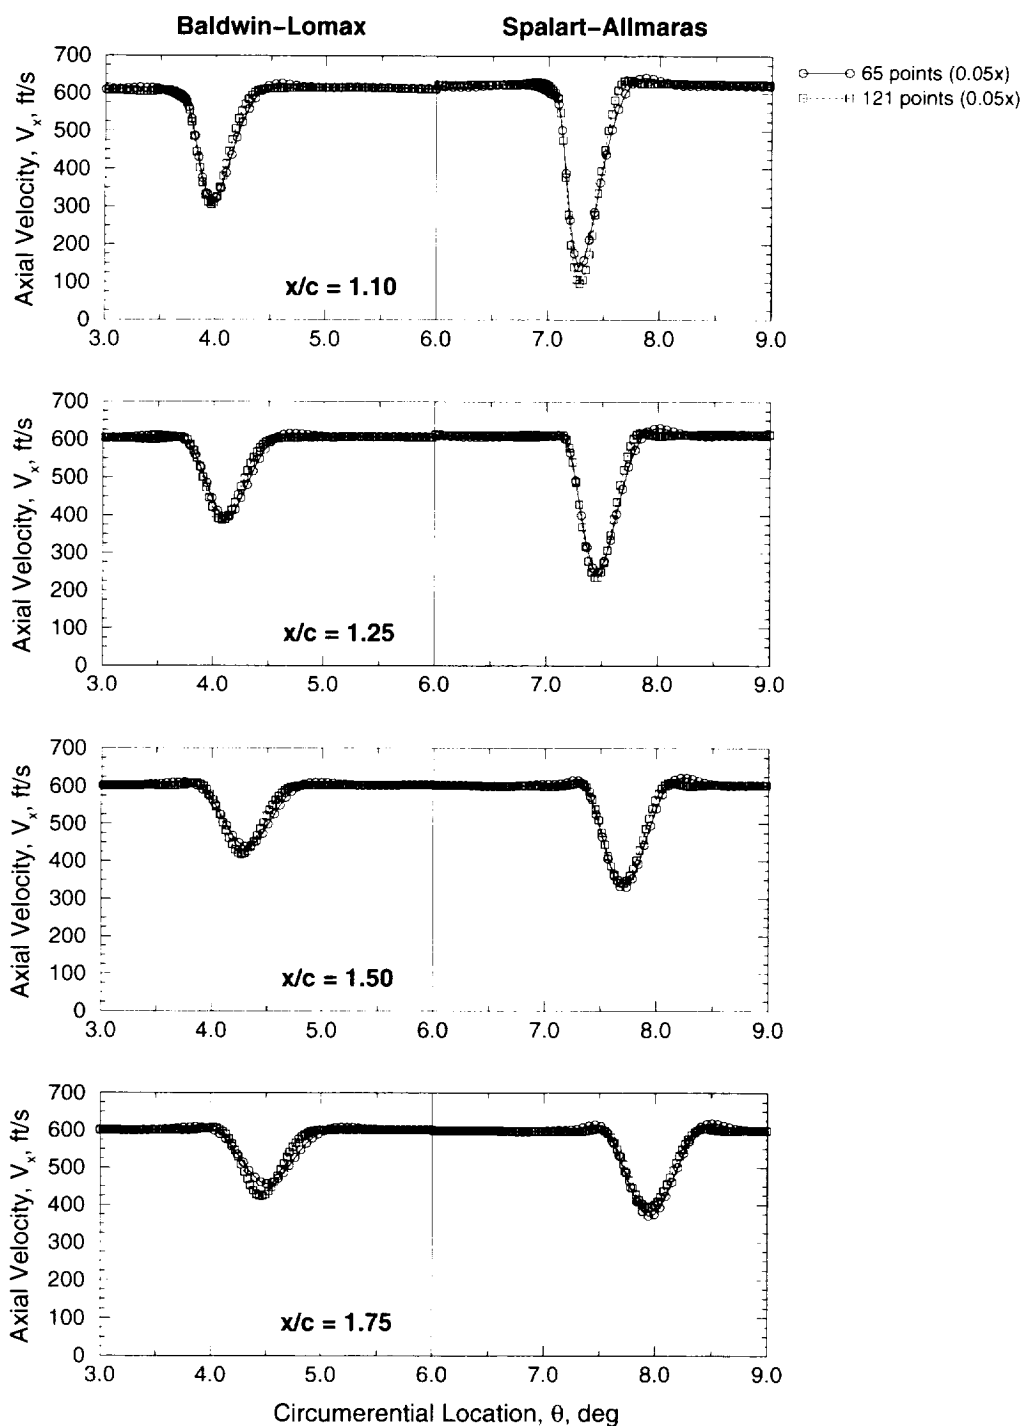 Baldwin−Lomax Spalart−Allmaras
65 points (0.05x)
121 points (0.05x)
Axial Velocity, Vx, ft/s
700
600
500
400
300
200
100
0
x/c = 1.10
3.0 4.0 5.0 6.0 7.0 8.0 9.0
Axial Velocity, Vx, ft/s
700
600
500
400
300
200
100
0
x/c = 1.25
3.0 4.0 5.0 6.0 7.0 8.0 9.0
Axial Velocity, Vx, ft/s
700
600
500
400
300
200
100
0
x/c = 1.50
3.0 4.0 5.0 6.0 7.0 8.0 9.0
Axial Velocity, Vx, ft/s
700
600
500
400
300
200
100
0
x/c = 1.75
3.0 4.0 5.0 6.0 7.0 8.0 9.0
Circumerential Location, θ, deg